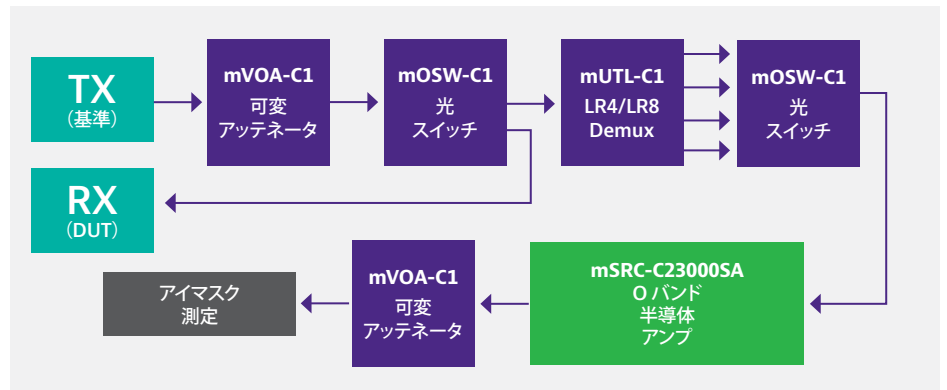 TX
(基準)
mVOA-C1
可変
アッテネータ
mOSW-C1
光
スイッチ
mUTL-C1
LR4/LR8
Demux
mOSW-C1
光
スイッチ
RX
(DUT)
mSRC-C23000SA
O バンド
半導体
アンプ
mVOA-C1
可変
アッテネータ
アイマスク
測定